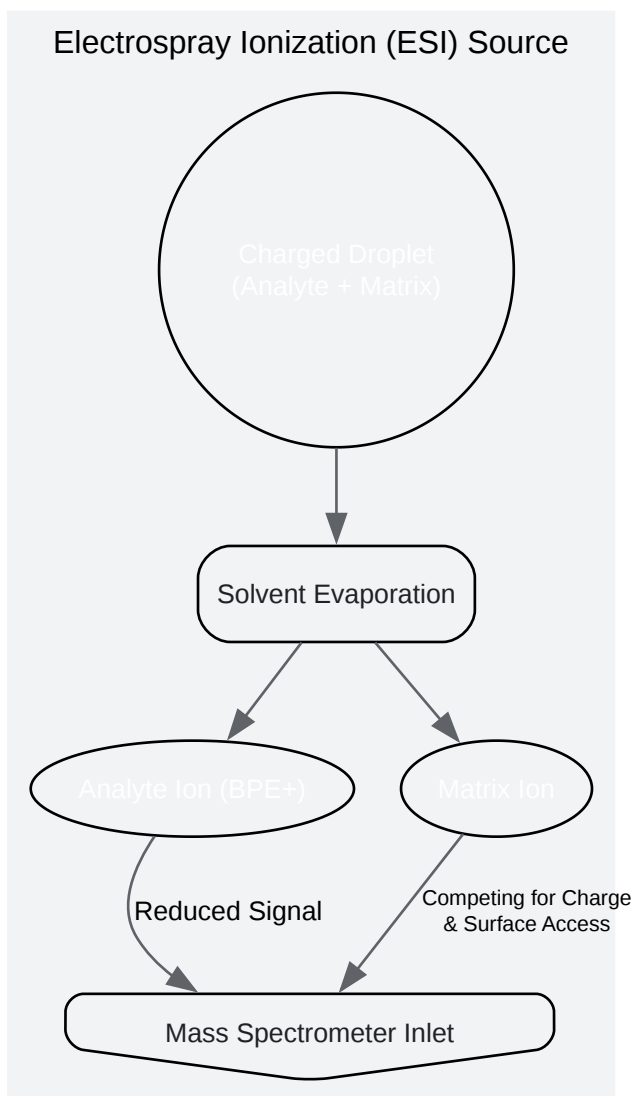 Electrospray Ionization (ESI) Source
Charged Droplet
(Analyte + Matrix)
Solvent Evaporation
Analyte Ion (BPE+)
Matrix Ion
Reduced Signal
Competing for Charge
& Surface Access
Mass Spectrometer Inlet